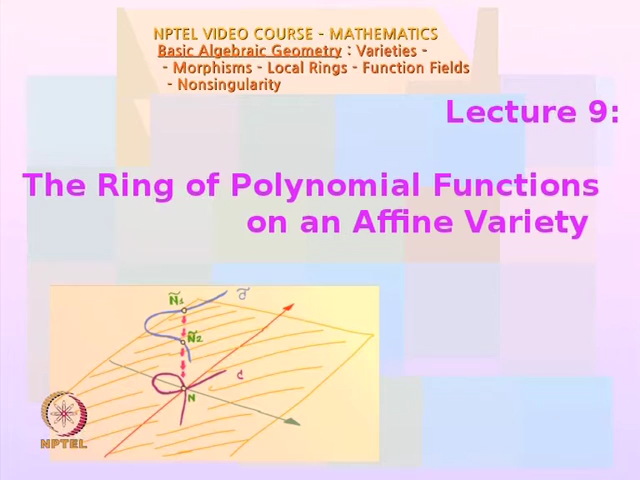 NPTEL VIDEO COURSE - MATHEMATICS
Basic Algebraic Geometry : Varieties -
- Morphisms - Local Rings - Function Fields
- Nonsingularity
Lecture 9:
The Ring of Polynomial Functions
on an Affine Variety
Ñ1
Ñ2
N
NPTEL